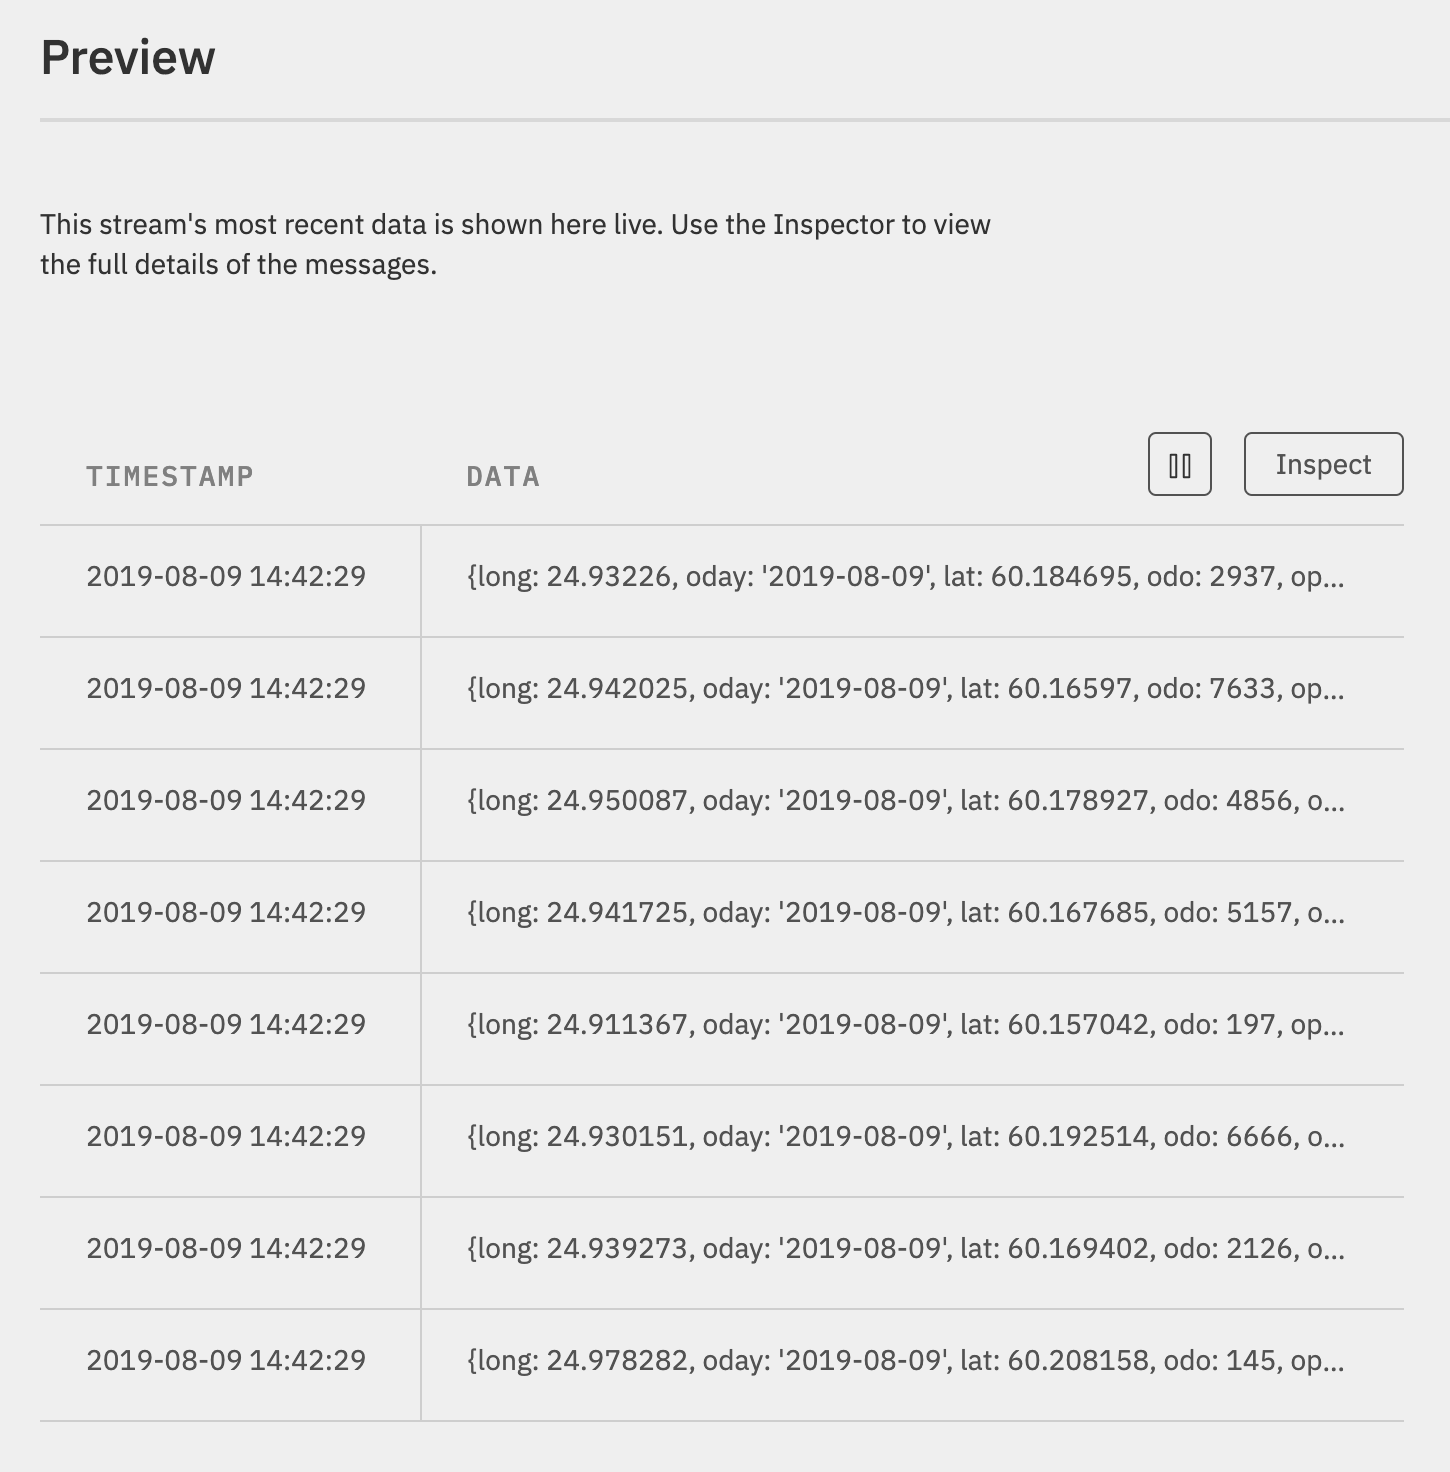 Preview
This stream's most recent data is shown here live. Use the Inspector to view
the full details of the messages.
TIMESTAMP DATA Inspect
2019-08-09 14:42:29 {long: 24.93226, oday: '2019-08-09', lat: 60.184695, odo: 2937, op...
2019-08-09 14:42:29 {long: 24.942025, oday: '2019-08-09', lat: 60.16597, odo: 7633, op...
2019-08-09 14:42:29 {long: 24.950087, oday: '2019-08-09', lat: 60.178927, odo: 4856, o...
2019-08-09 14:42:29 {long: 24.941725, oday: '2019-08-09', lat: 60.167685, odo: 5157, o...
2019-08-09 14:42:29 {long: 24.911367, oday: '2019-08-09', lat: 60.157042, odo: 197, op...
2019-08-09 14:42:29 {long: 24.930151, oday: '2019-08-09', lat: 60.192514, odo: 6666, o...
2019-08-09 14:42:29 {long: 24.939273, oday: '2019-08-09', lat: 60.169402, odo: 2126, o...
2019-08-09 14:42:29 {long: 24.978282, oday: '2019-08-09', lat: 60.208158, odo: 145, op...